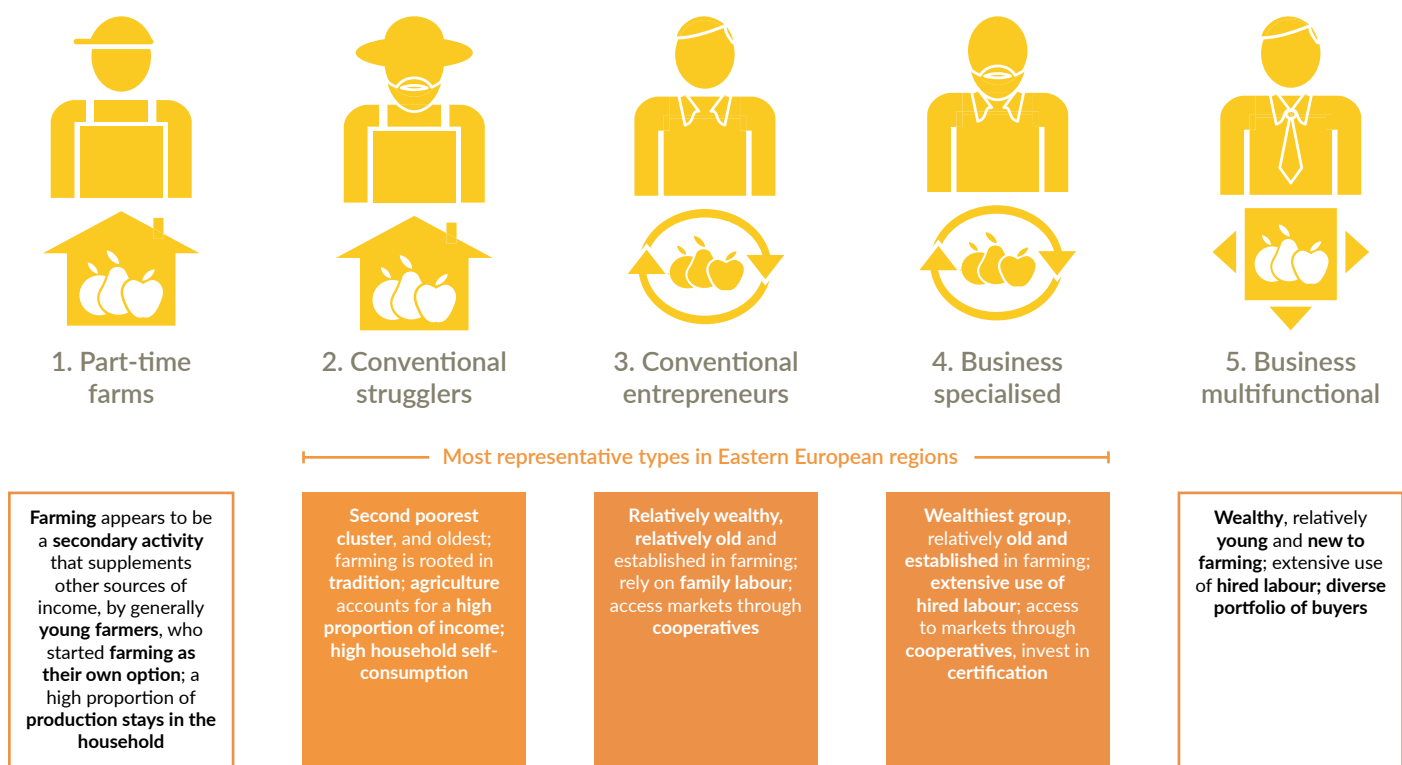 1. Part-time
farms
2. Conventional
strugglers
3. Conventional
entrepreneurs
4. Business
specialised
5. Business
multifunctional
Most representative types in Eastern European regions
Farming appears to be
a secondary activity
that supplements
other sources of
income, by generally
young farmers, who
started farming as
their own option; a
high proportion of
production stays in the
household
Second poorest
cluster, and oldest;
farming is rooted in
tradition; agriculture
accounts for a high
proportion of income;
high household self-
consumption
Relatively wealthy,
relatively old and
established in farming;
rely on family labour;
access markets through
cooperatives
Wealthiest group,
relatively old and
established in farming;
extensive use of
hired labour; access
to markets through
cooperatives, invest in
certification
Wealthy, relatively
young and new to
farming; extensive use
of hired labour; diverse
portfolio of buyers